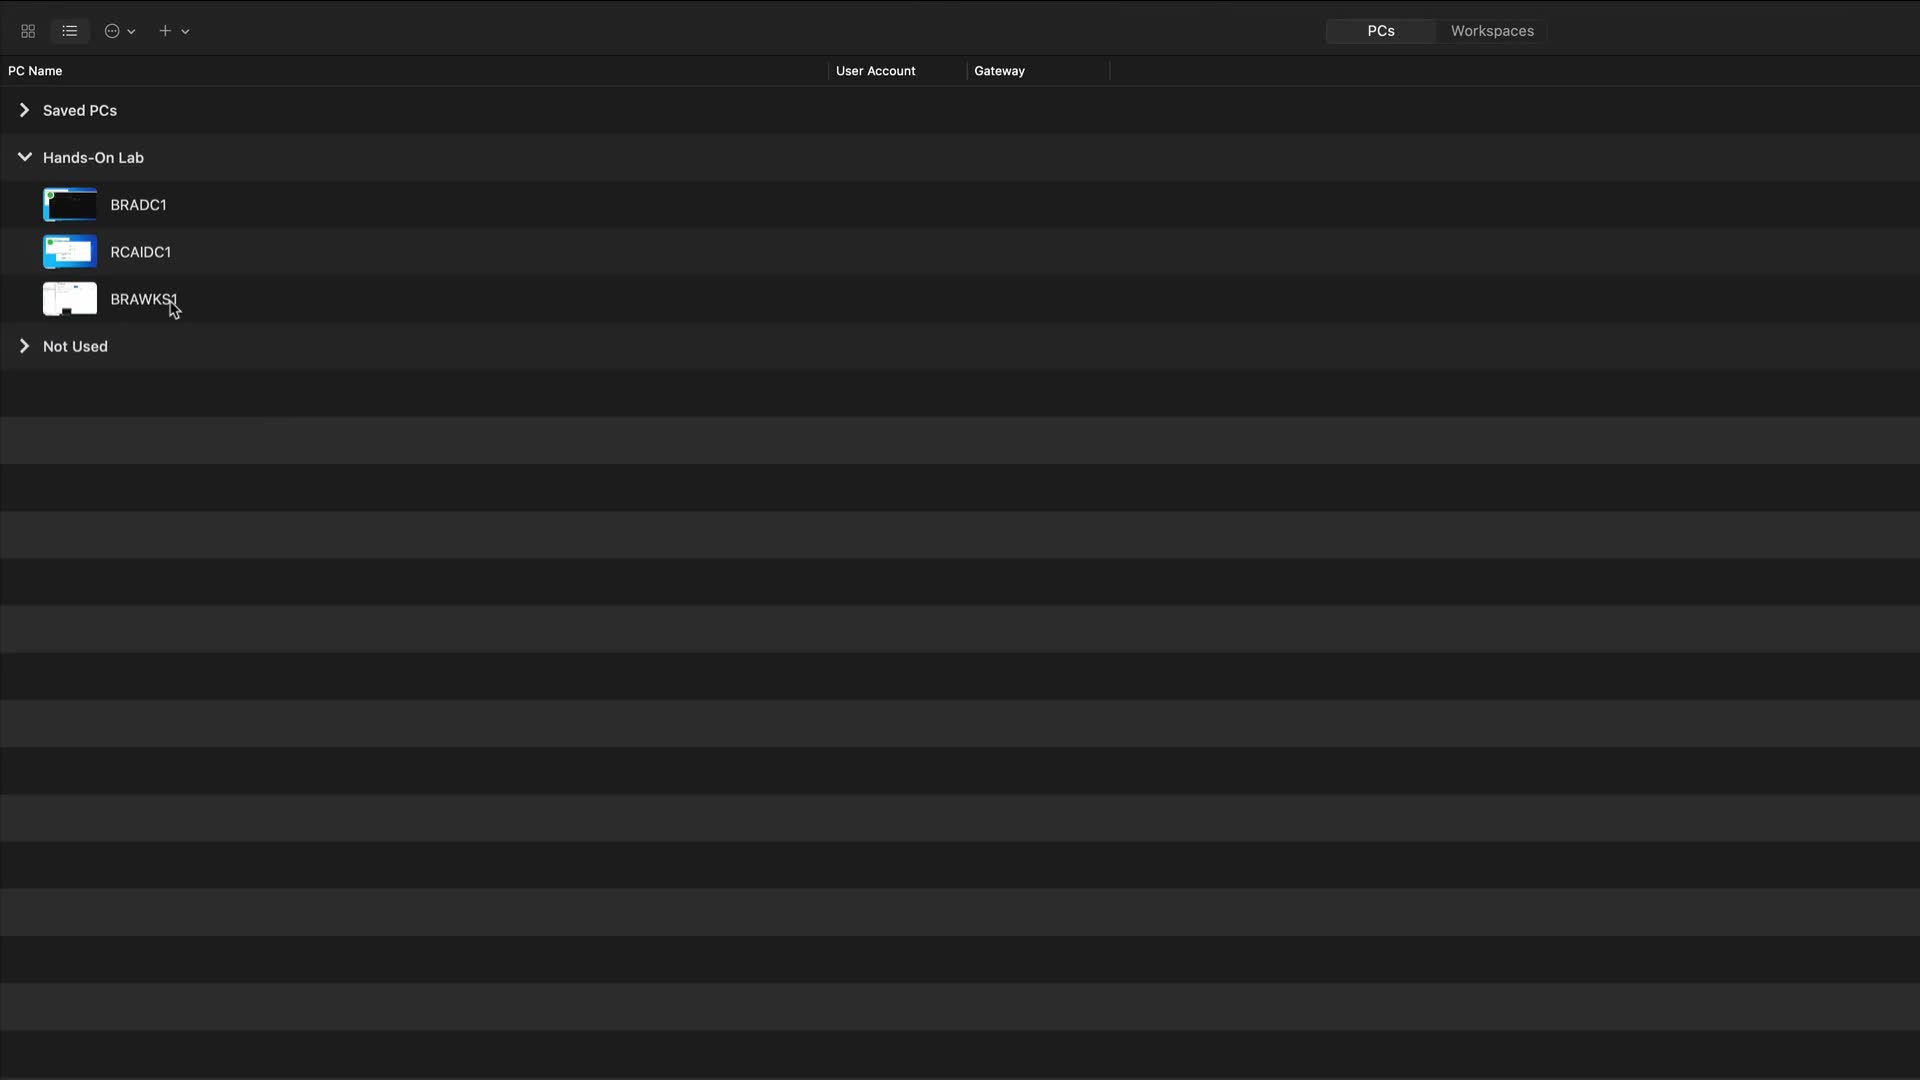 PCs
Workspaces
PC Name
User Account
Gateway
Saved PCs
Hands-On Lab
BRADC1
RCAIDC1
BRAWKS1
Not Used